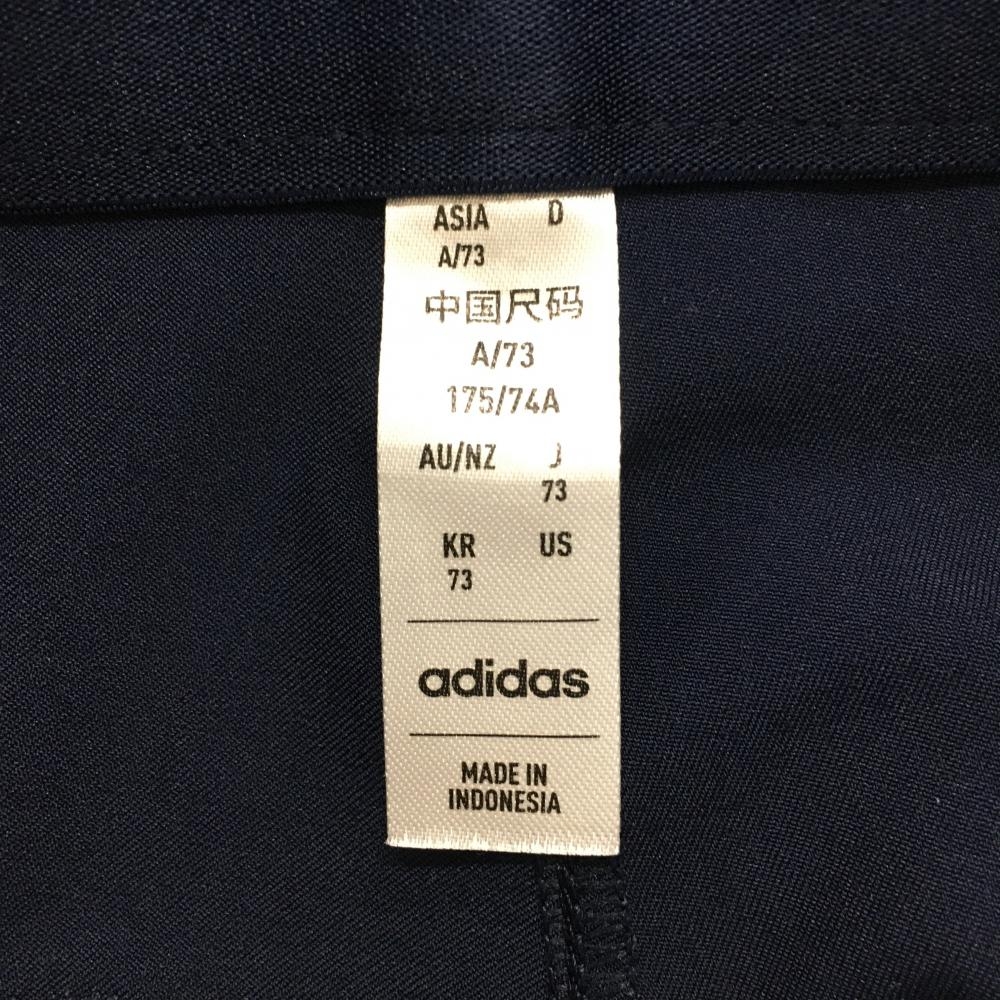 ASIA D
A/73
中国尺码
A/73
175/74A
AU/NZ J
73
KR US
73
adidas
MADE IN
INDONESIA